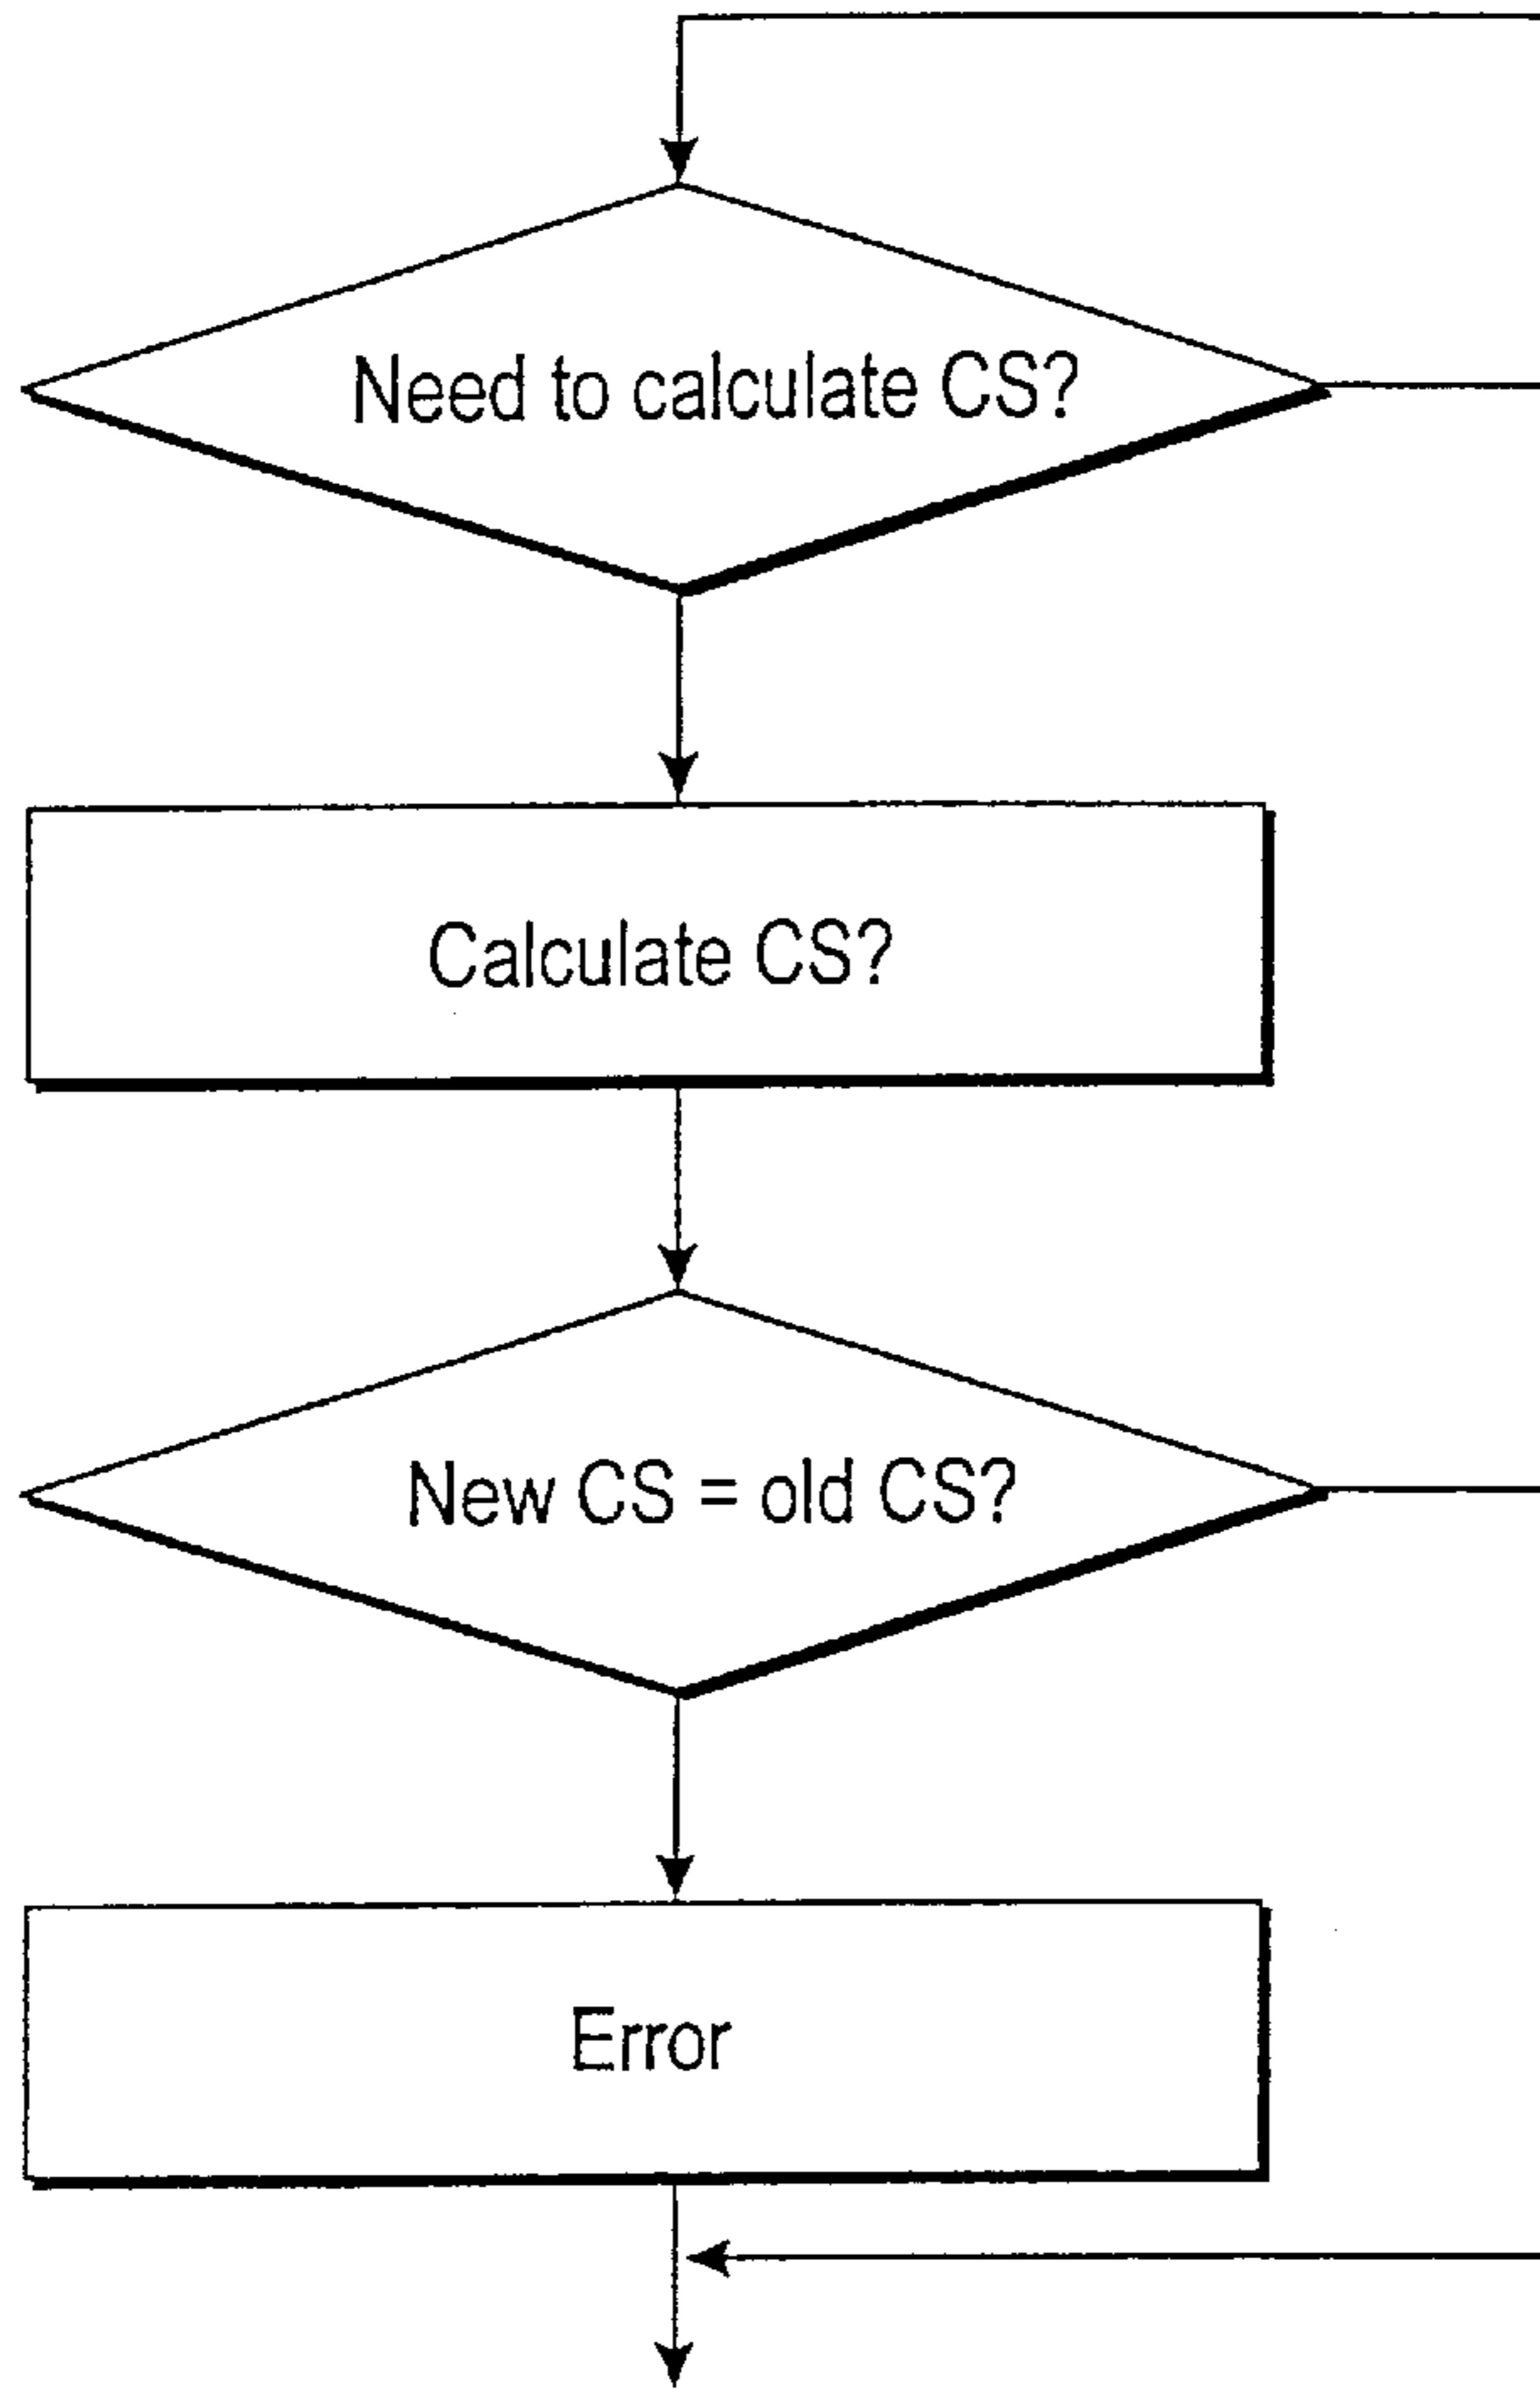 Need to calculate CS?
Calculate CS?
New CS = old CS?
Error